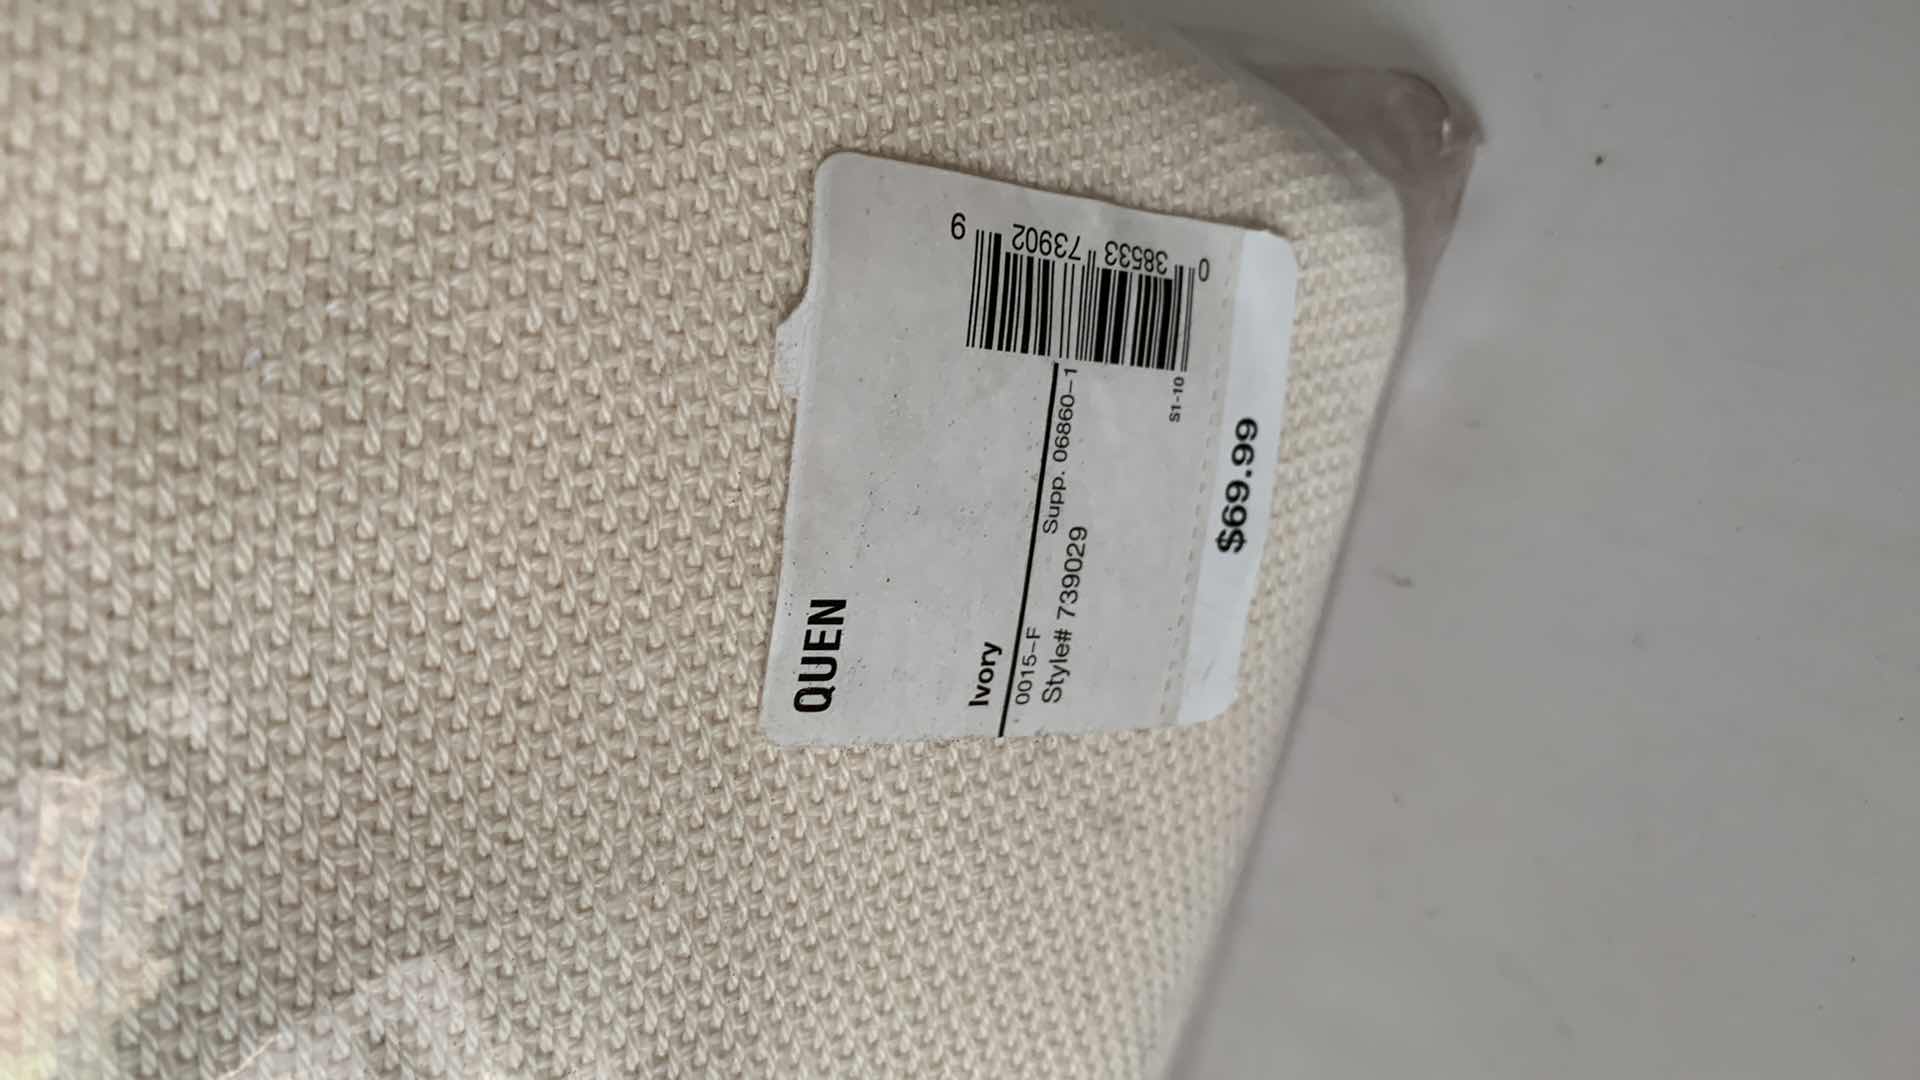 QUEN
Ivory
0015-F Supp. 06860-1
Style# 739029
S1-10
0 38533 73902 9
$69.99